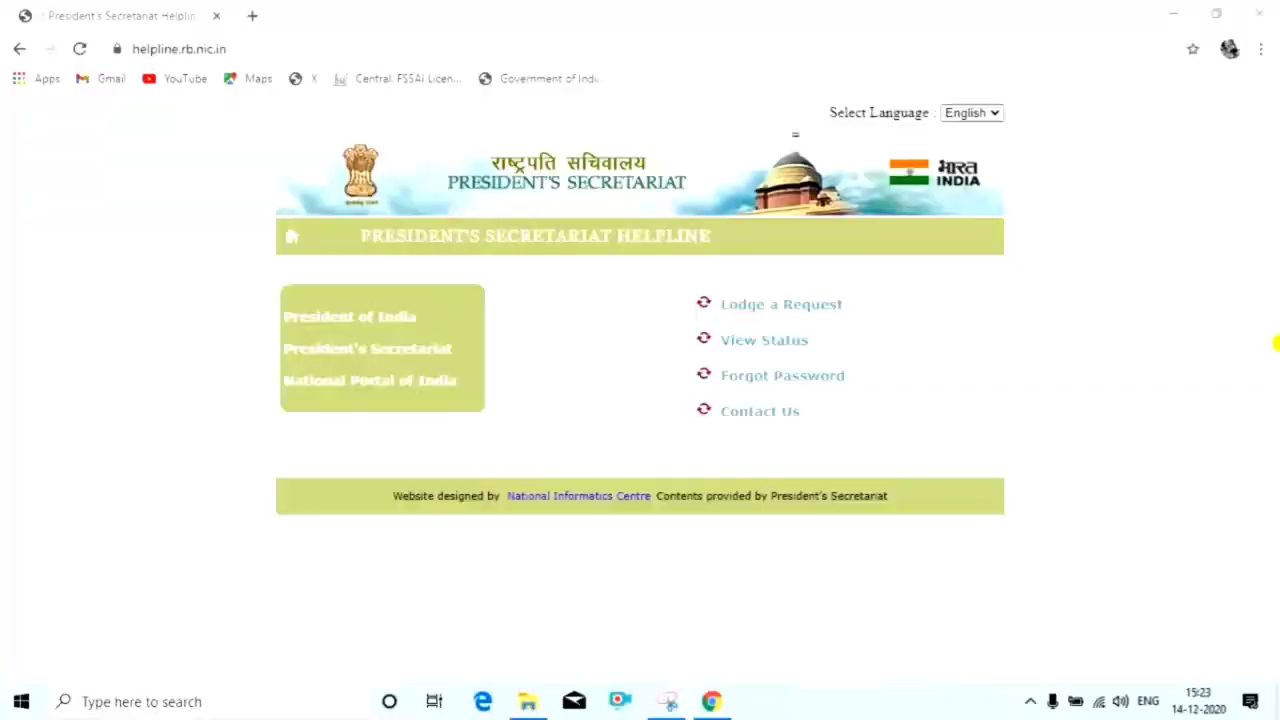 : President's Secretariat Helplin
helpline.rb.nic.in
Apps Gmail YouTube Maps X Central FSSAI Licen... Government of Indi
Select Language : English
राष्ट्रपति सचिवालय
PRESIDENT'S SECRETARIAT
भारत
INDIA
PRESIDENT'S SECRETARIAT HELPLINE
President of India
President's Secretariat
National Portal of India
Lodge a Request
View Status
Forgot Password
Contact Us
Website designed by National Informatics Centre Contents provided by President's Secretariat
Type here to search
ENG
15:23
14-12-2020